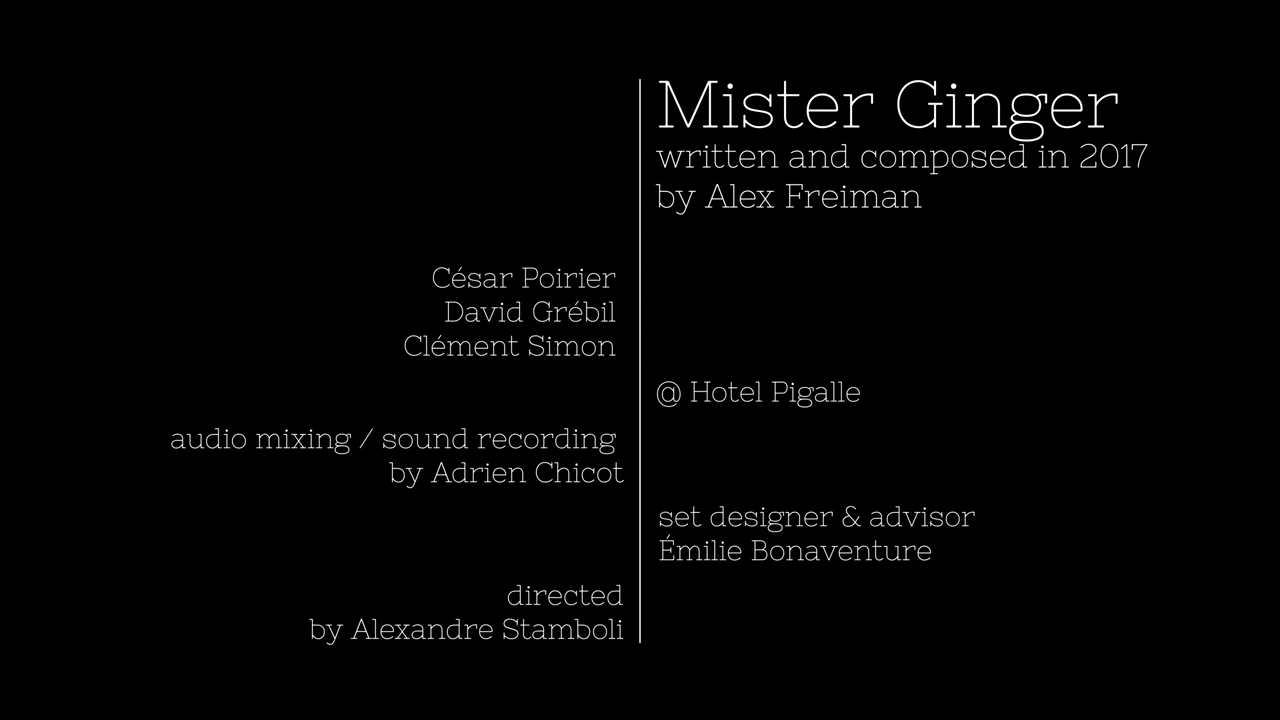 Mister Ginger
written and composed in 2017
by Alex Freiman
César Poirier
David Grébil
Clément Simon
@ Hotel Pigalle
audio mixing / sound recording
by Adrien Chicot
set designer & advisor
Émilie Bonaventure
directed
by Alexandre Stamboli